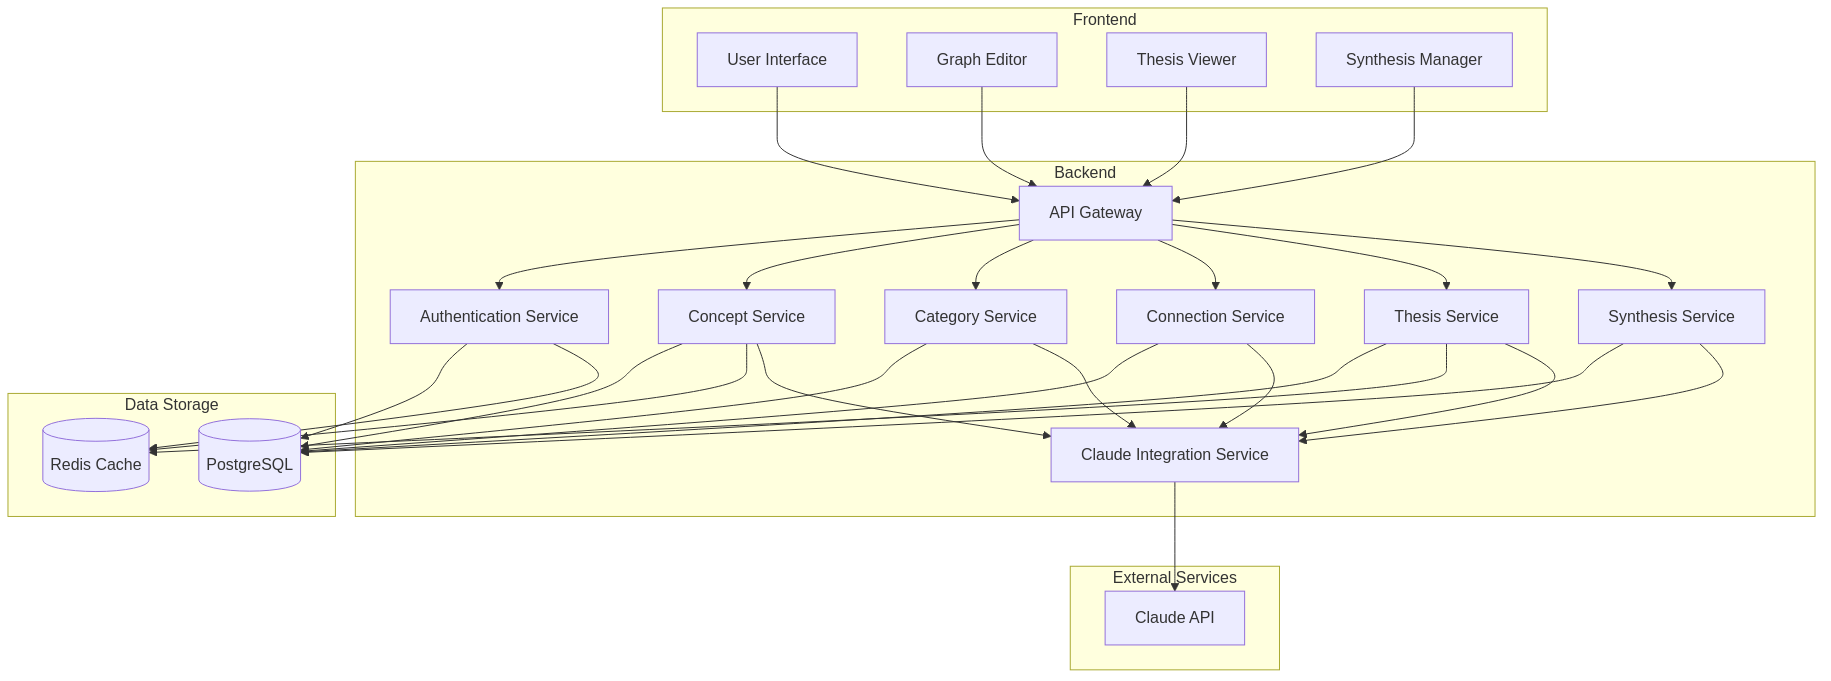 Frontend
User Interface
Graph Editor
Thesis Viewer
Synthesis Manager
Backend
API Gateway
Authentication Service
Concept Service
Category Service
Connection Service
Thesis Service
Synthesis Service
Data Storage
Redis Cache
PostgreSQL
Claude Integration Service
External Services
Claude API